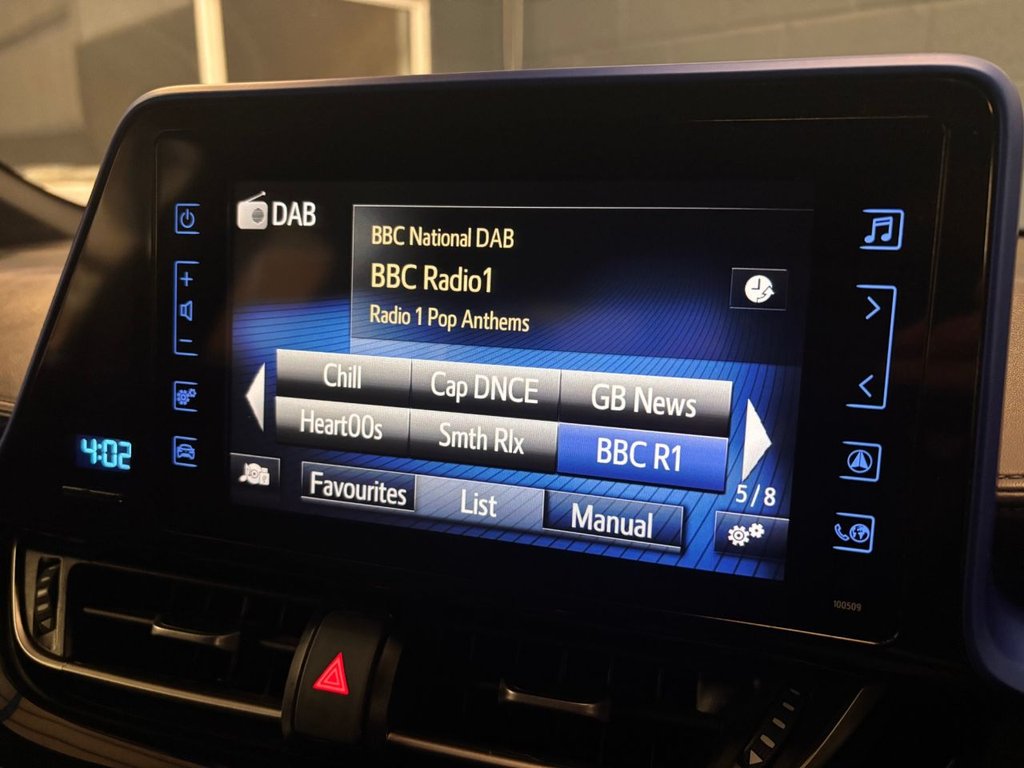 DAB
BBC National DAB
BBC Radio1
Radio 1 Pop Anthems
Chill Cap DNCE GB News
Heart00s Smth Rlx BBC R1
4:02
5/8
Favourites List Manual
100509